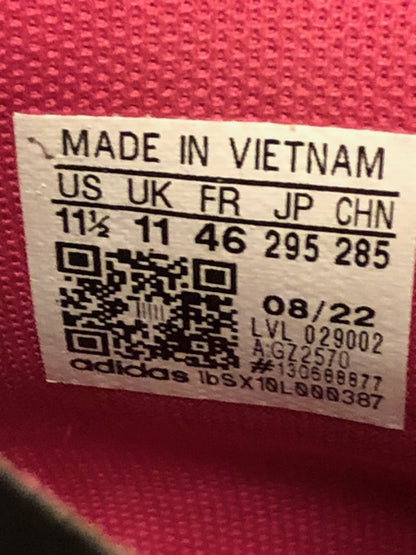 MADE IN VIETNAM
US UK FR JP CHN
11½ 11 46 295 285
08/22
LVL 029002
A:GZ2570
#130688877
adidas 1bSX10L000387